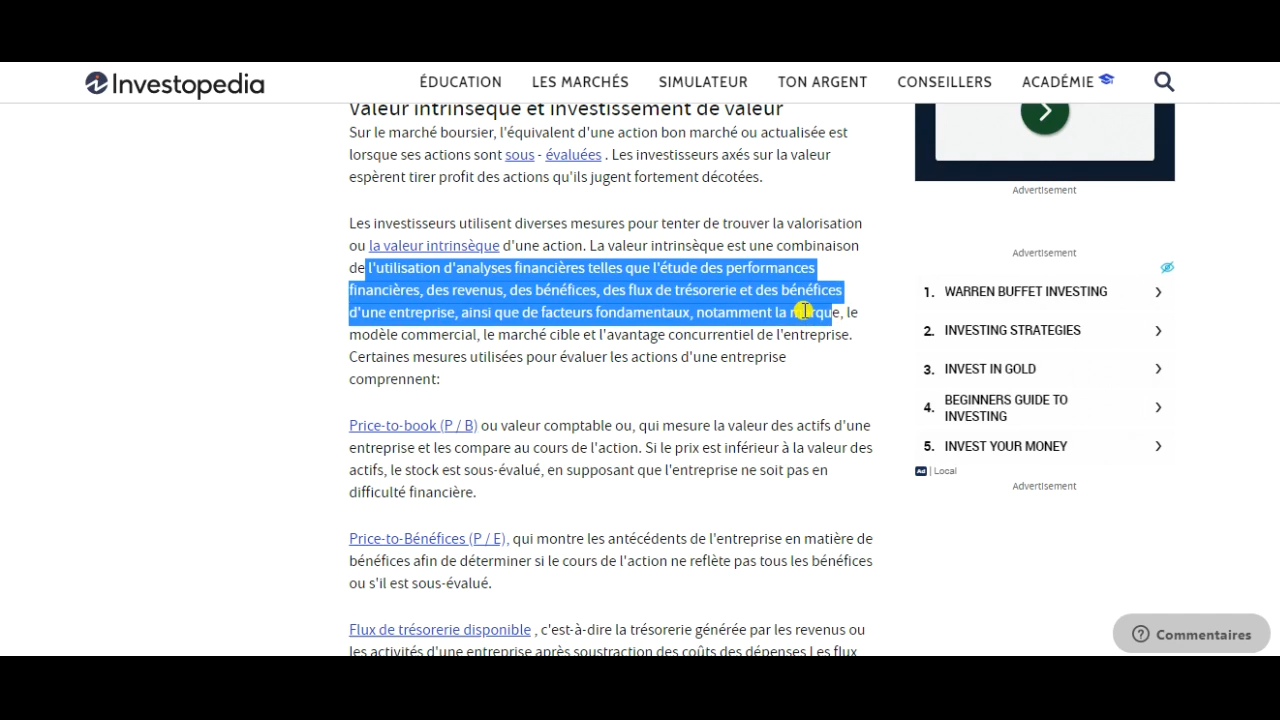 Investopedia
ÉDUCATION LES MARCHÉS SIMULATEUR TON ARGENT CONSEILLERS ACADÉMIE
Valeur intrinsèque et investissement de valeur
Sur le marché boursier, l'équivalent d'une action bon marché ou actualisée est
lorsque ses actions sont sous - évaluées . Les investisseurs axés sur la valeur
espèrent tirer profit des actions qu'ils jugent fortement décotées.
Les investisseurs utilisent diverses mesures pour tenter de trouver la valorisation
ou la valeur intrinsèque d'une action. La valeur intrinsèque est une combinaison
de l'utilisation d'analyses financières telles que l'étude des performances
financières, des revenus, des bénéfices, des flux de trésorerie et des bénéfices
d'une entreprise, ainsi que de facteurs fondamentaux, notamment la marque, le
modèle commercial, le marché cible et l'avantage concurrentiel de l'entreprise.
Certaines mesures utilisées pour évaluer les actions d'une entreprise
comprennent:
Price-to-book (P / B) ou valeur comptable ou, qui mesure la valeur des actifs d'une
entreprise et les compare au cours de l'action. Si le prix est inférieur à la valeur des
actifs, le stock est sous-évalué, en supposant que l'entreprise ne soit pas en
difficulté financière.
Price-to-Bénéfices (P / E), qui montre les antécédents de l'entreprise en matière de
bénéfices afin de déterminer si le cours de l'action ne reflète pas tous les bénéfices
ou s'il est sous-évalué.
Flux de trésorerie disponible , c'est-à-dire la trésorerie générée par les revenus ou
les activités d'une entreprise après soustraction des coûts des dépenses Les flux
Advertisement
Advertisement
1. WARREN BUFFET INVESTING
2. INVESTING STRATEGIES
3. INVEST IN GOLD
4. BEGINNERS GUIDE TO
INVESTING
5. INVEST YOUR MONEY
Ad | Local
Advertisement
Commentaires